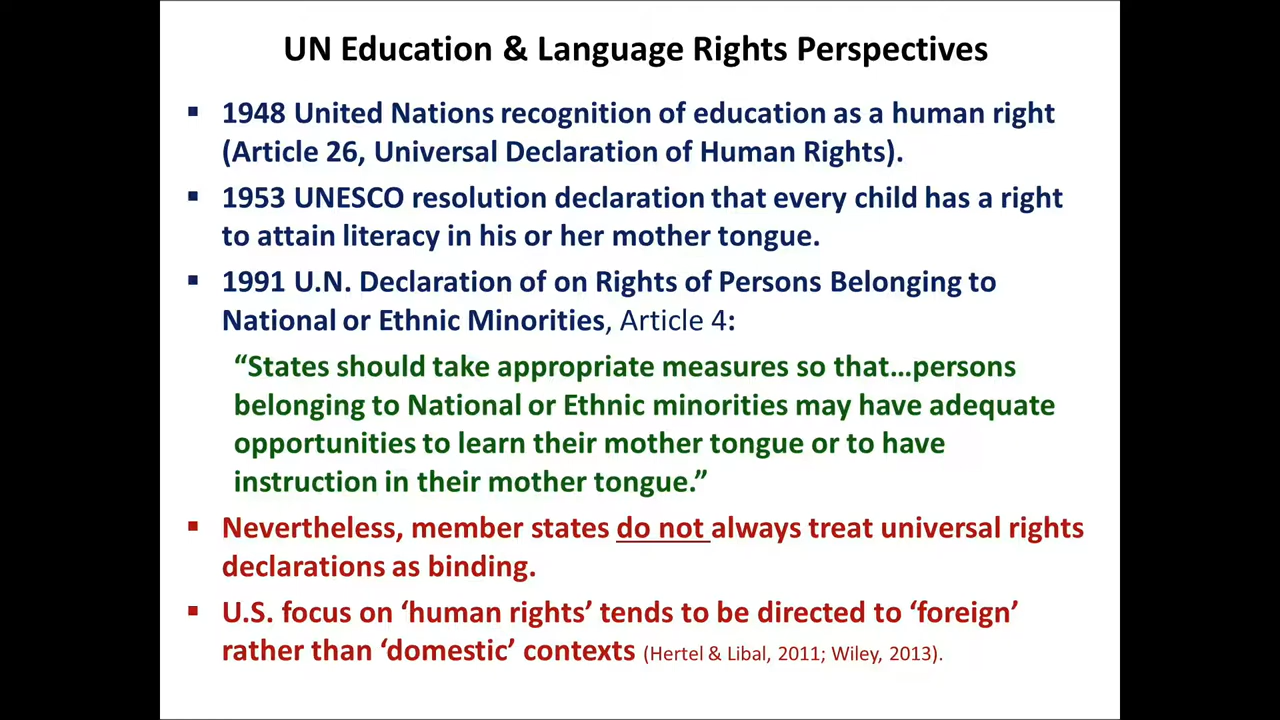 UN Education & Language Rights Perspectives
▪ 1948 United Nations recognition of education as a human right
(Article 26, Universal Declaration of Human Rights).
▪ 1953 UNESCO resolution declaration that every child has a right
to attain literacy in his or her mother tongue.
▪ 1991 U.N. Declaration of on Rights of Persons Belonging to
National or Ethnic Minorities, Article 4:
“States should take appropriate measures so that…persons
belonging to National or Ethnic minorities may have adequate
opportunities to learn their mother tongue or to have
instruction in their mother tongue.”
▪ Nevertheless, member states do not always treat universal rights
declarations as binding.
▪ U.S. focus on ‘human rights’ tends to be directed to ‘foreign’
rather than ‘domestic’ contexts (Hertel & Libal, 2011; Wiley, 2013).